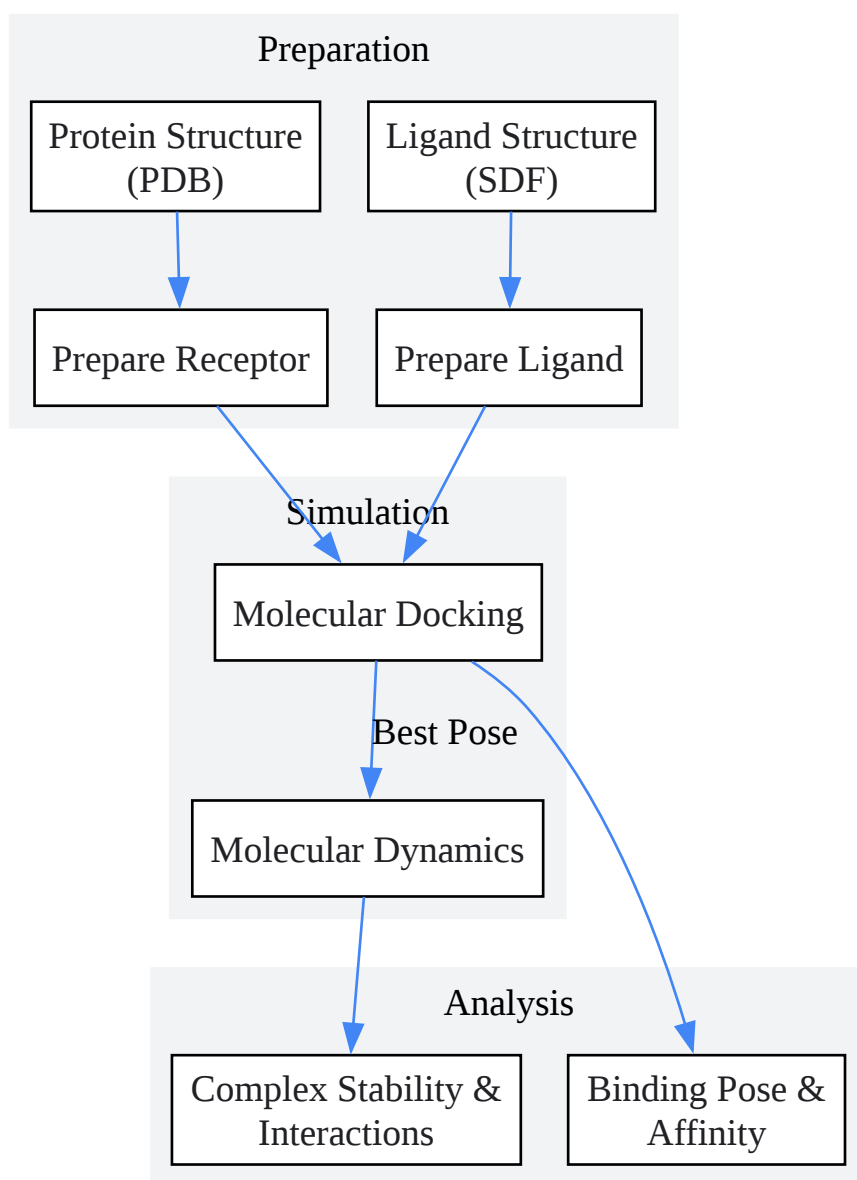 Preparation
Protein Structure
(PDB)
Ligand Structure
(SDF)
Prepare Receptor
Prepare Ligand
Simulation
Molecular Docking
Best Pose
Molecular Dynamics
Analysis
Complex Stability &
Interactions
Binding Pose &
Affinity